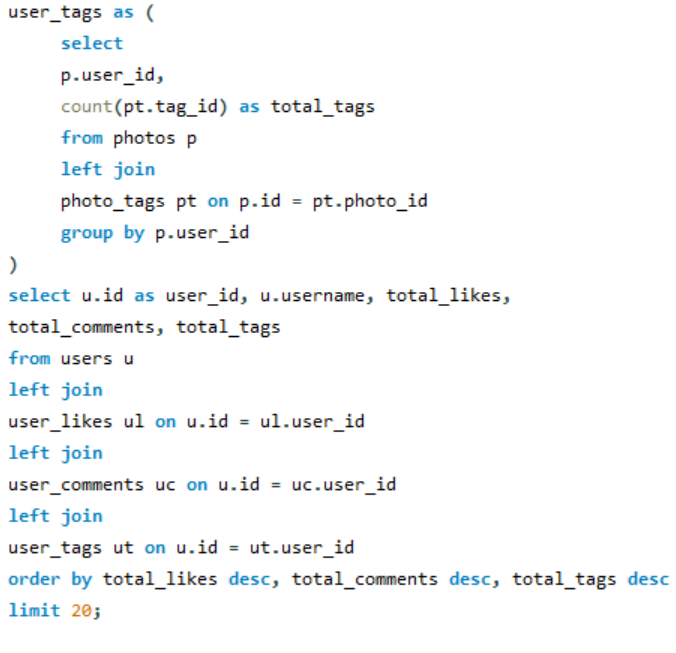 user_tags as (
select
p.user_id,
count(pt.tag_id) as total_tags
from photos p
left join
photo_tags pt on p.id = pt.photo_id
group by p.user_id
)
select u.id as user_id, u.username, total_likes,
total_comments, total_tags
from users u
left join
user_likes ul on u.id = ul.user_id
left join
user_comments uc on u.id = uc.user_id
left join
user_tags ut on u.id = ut.user_id
order by total_likes desc, total_comments desc, total_tags desc
limit 20;